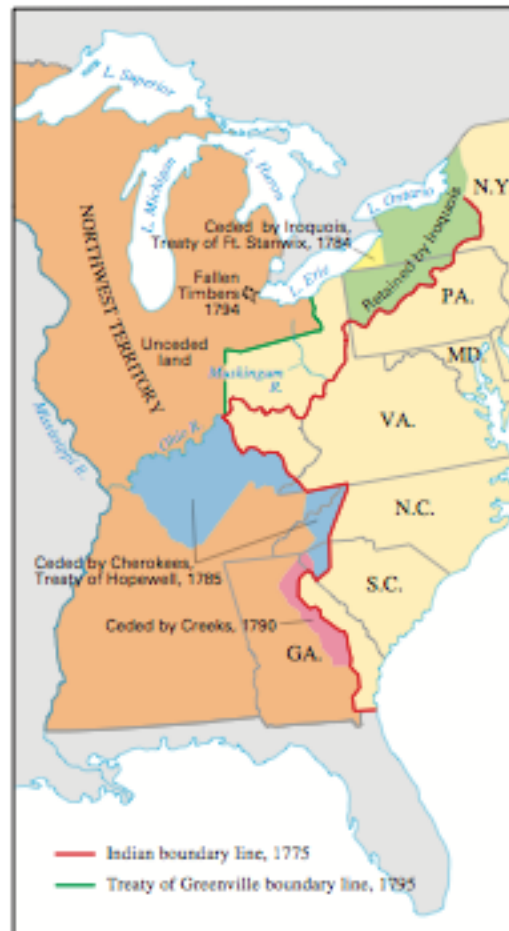 L. Superior
L. Michigan
L. Huron
L. Ontario
N.Y
Ceded by Iroquois,
Treaty of Ft. Stanwix, 1784
Retained by Iroquois
L. Erie
NORTHWEST TERRITORY
Fallen
Timbers
1794
PA.
Unceded
land
MD.
Muskingum
R.
Mississippi R.
VA.
Ohio R.
N.C.
Ceded by Cherokees,
Treaty of Hopewell, 1785
S.C.
Ceded by Creeks, 1790
GA.
Indian boundary line, 1775
Treaty of Greenville boundary line, 1795